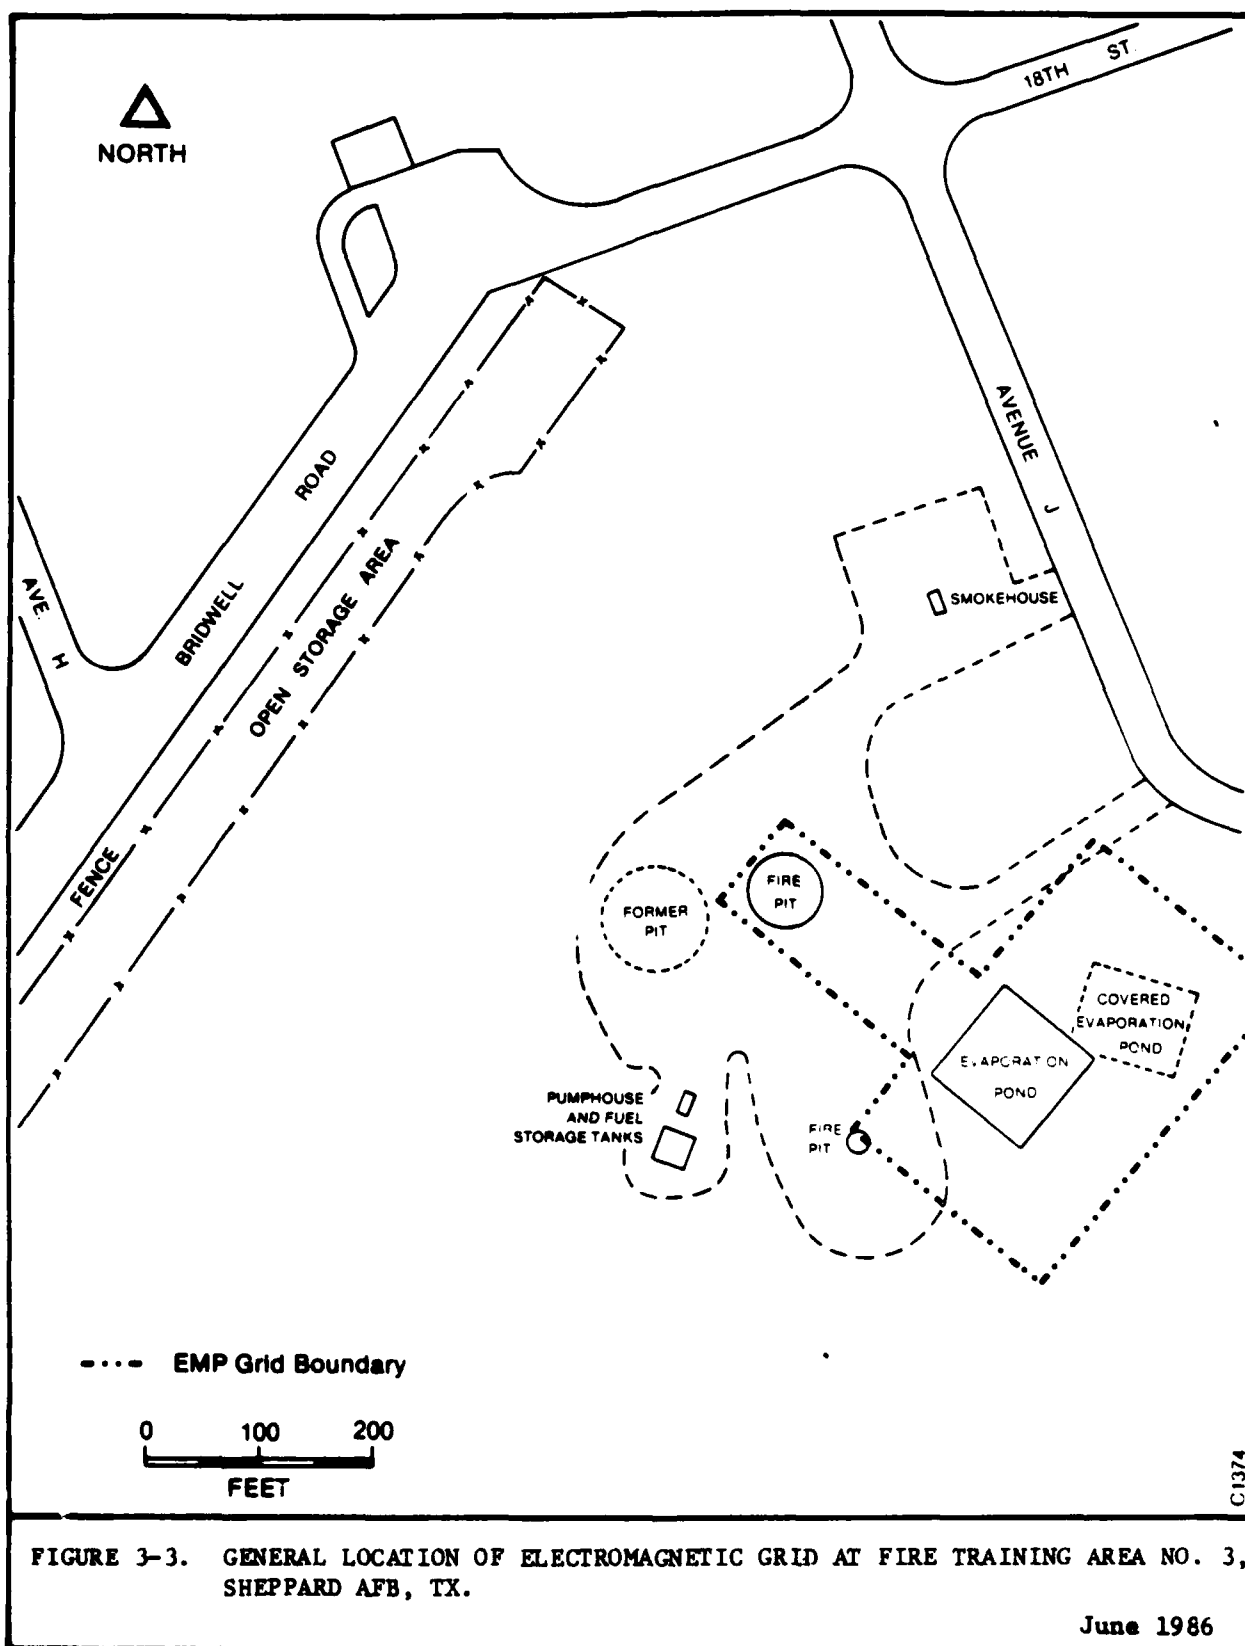 18TH ST.
NORTH
AVENUE J
ROAD
BRIDWELL
OPEN STORAGE AREA
AVE. H
SMOKEHOUSE
FENCE
FIRE
PIT
FORMER
PIT
COVERED
EVAPORATION
POND
EVAPORATION
POND
PUMPHOUSE
AND FUEL
STORAGE TANKS
FIRE
PIT
EMP Grid Boundary
0 100 200
FEET
C1374
FIGURE 3-3. GENERAL LOCATION OF ELECTROMAGNETIC GRID AT FIRE TRAINING AREA NO. 3,
SHEPPARD AFB, TX.
June 1986